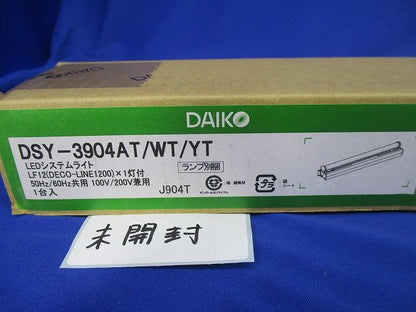 DAIKO
DSY-3904AT/WT/YT
LEDシステムライト
ランプ別梱
LF12(DECO-LINE1200)×1灯付
50Hz/60Hz共用 100V/200V兼用
1台入
J904T
プラ
未開封